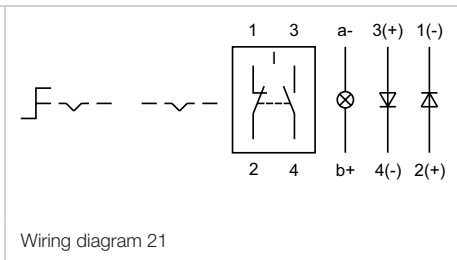 1 3 a- 3(+) 1(-)
2 4 b+ 4(-) 2(+)
Wiring diagram 21